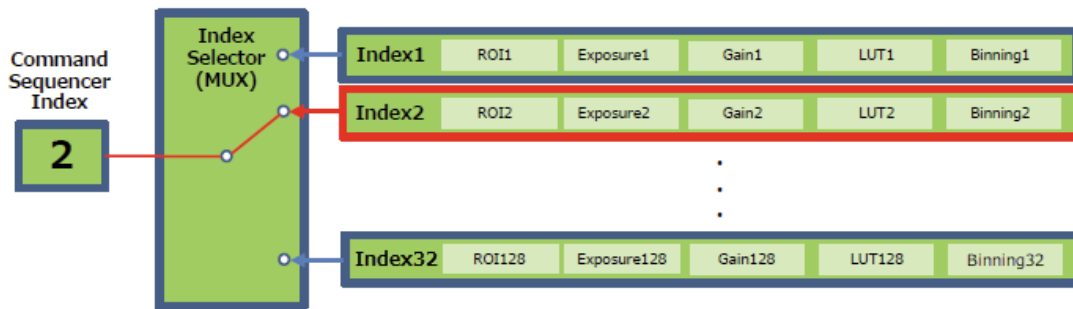 Command
Sequencer
Index
2
Index
Selector
(MUX)
Index1 ROI1 Exposure1 Gain1 LUT1 Binning1
Index2 ROI2 Exposure2 Gain2 LUT2 Binning2
Index32 ROI128 Exposure128 Gain128 LUT128 Binning32